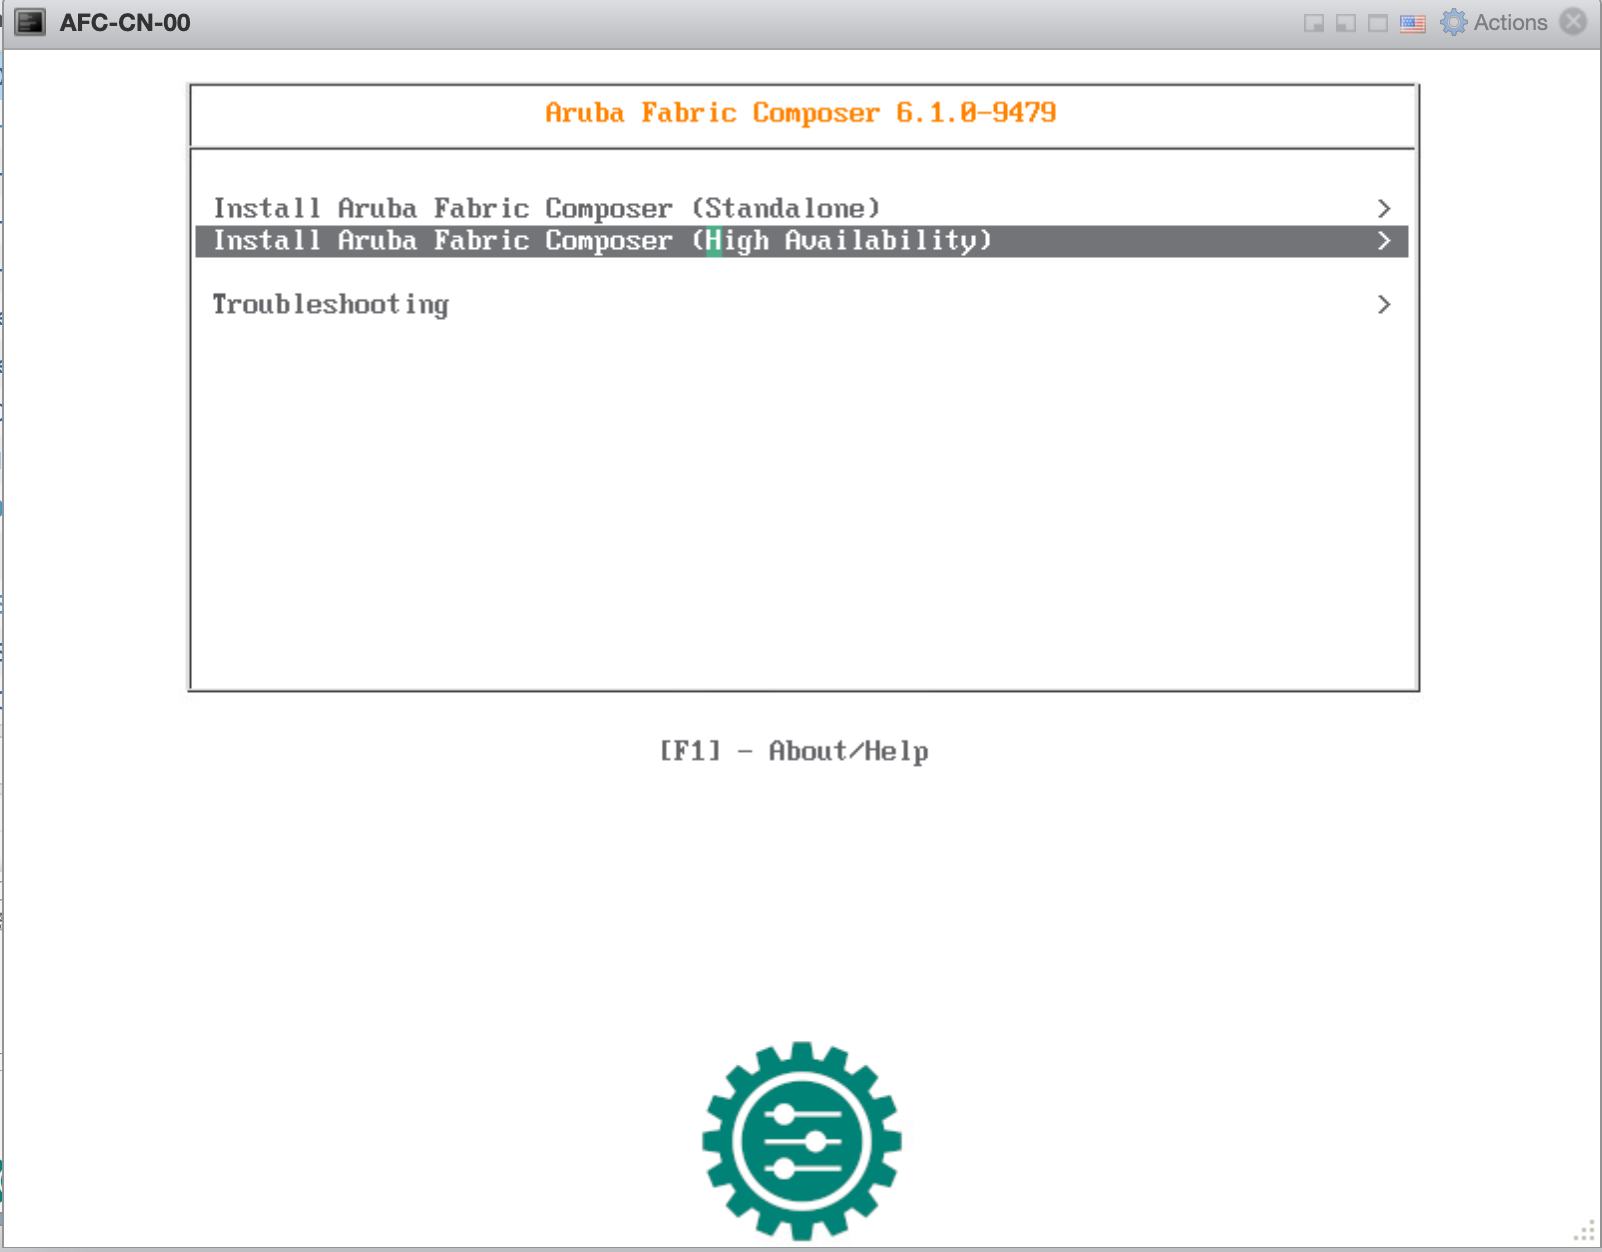 AFC-CN-00
Actions
Aruba Fabric Composer 6.1.0-9479
Install Aruba Fabric Composer (Standalone) >
Install Aruba Fabric Composer (High Availability) >
Troubleshooting >
[F1] - About/Help